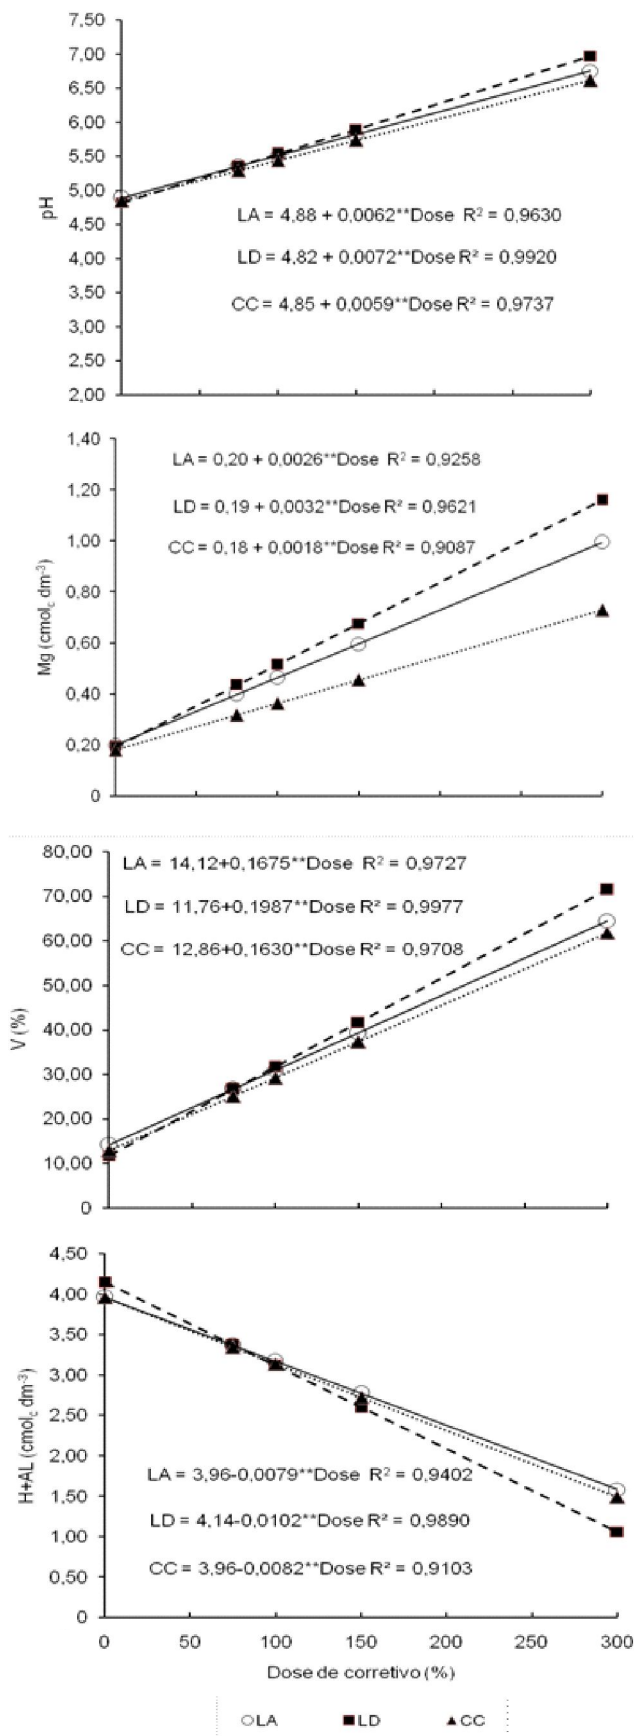 7,50
7,00
6,50
6,00
5,50
5,00
4,50
4,00
3,50
3,00
2,50
2,00
pH
LA = 4,88 + 0,0062**Dose R² = 0,9630
LD = 4,82 + 0,0072**Dose R² = 0,9920
CC = 4,85 + 0,0059**Dose R² = 0,9737
1,40
1,20
1,00
0,80
0,60
0,40
0,20
0
Mg (cmolc dm-3)
LA = 0,20 + 0,0026**Dose R² = 0,9258
LD = 0,19 + 0,0032**Dose R² = 0,9621
CC = 0,18 + 0,0018**Dose R² = 0,9087
80,00
70,00
60,00
50,00
40,00
30,00
20,00
10,00
0
V (%)
LA = 14,12+0,1675**Dose R² = 0,9727
LD = 11,76+0,1987**Dose R² = 0,9977
CC = 12,86+0,1630**Dose R² = 0,9708
4,50
4,00
3,50
3,00
2,50
2,00
1,50
1,00
0,50
0
H+AL (cmolc dm-3)
LA = 3,96-0,0079**Dose R² = 0,9402
LD = 4,14-0,0102**Dose R² = 0,9890
CC = 3,96-0,0082**Dose R² = 0,9103
0 50 100 150 200 250 300
Dose de corretivo (%)
LA LD CC